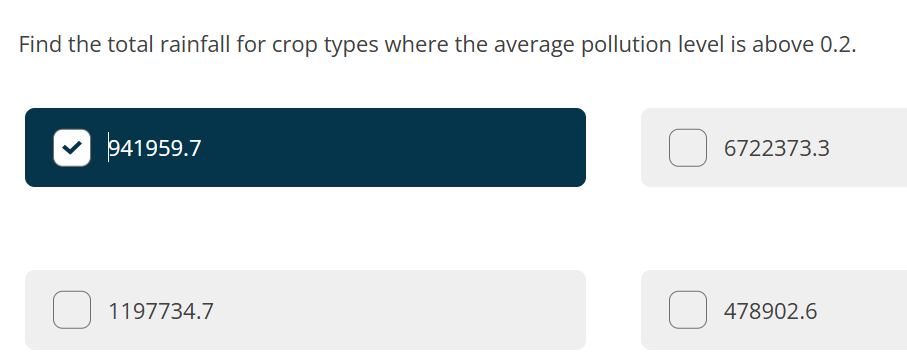 Find the total rainfall for crop types where the average pollution level is above 0.2.
941959.7
6722373.3
1197734.7
478902.6